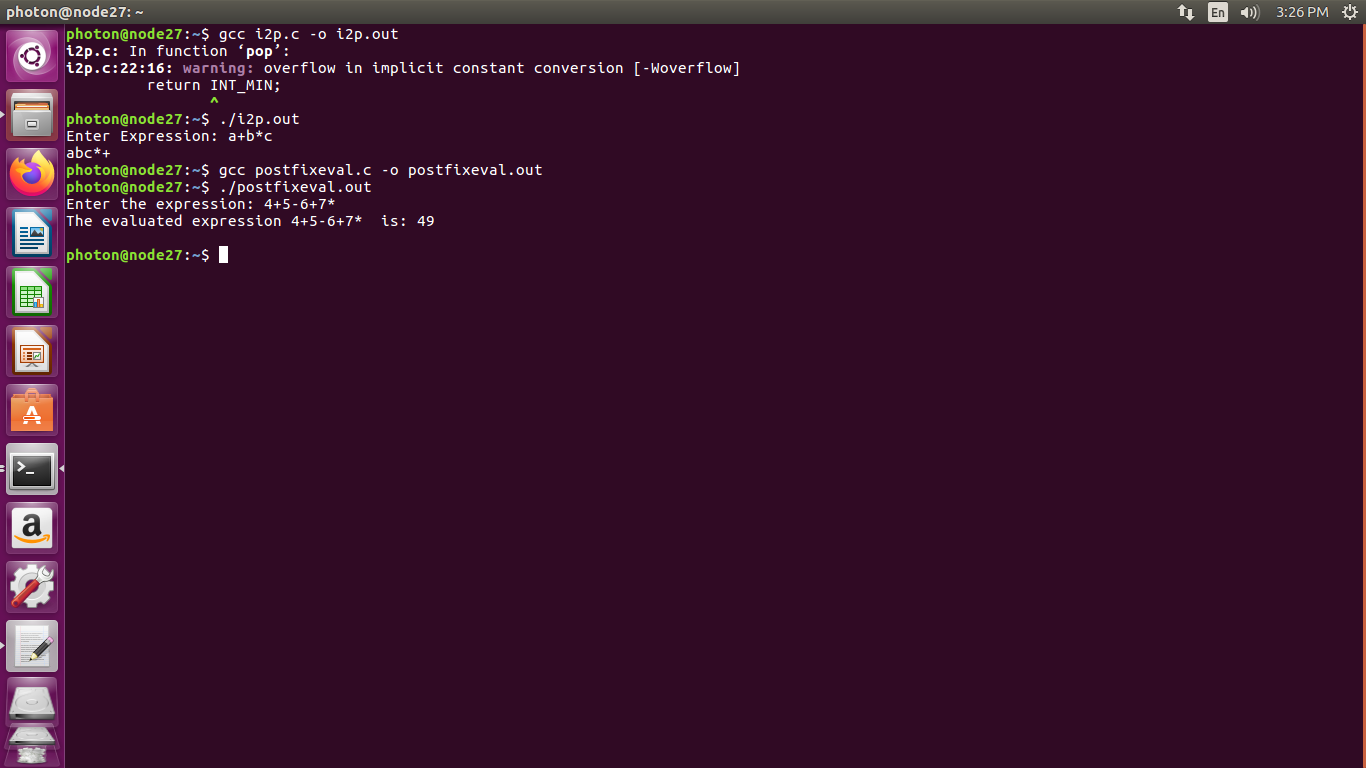 photon@node27: ~
En
3:26 PM
photon@node27:~$ gcc i2p.c -o i2p.out
i2p.c: In function ‘pop’:
i2p.c:22:16: warning: overflow in implicit constant conversion [-Woverflow]
         return INT_MIN;
                ^
photon@node27:~$ ./i2p.out
Enter Expression: a+b*c
abc*+
photon@node27:~$ gcc postfixeval.c -o postfixeval.out
photon@node27:~$ ./postfixeval.out
Enter the expression: 4+5-6+7*
The evaluated expression 4+5-6+7*  is: 49
photon@node27:~$